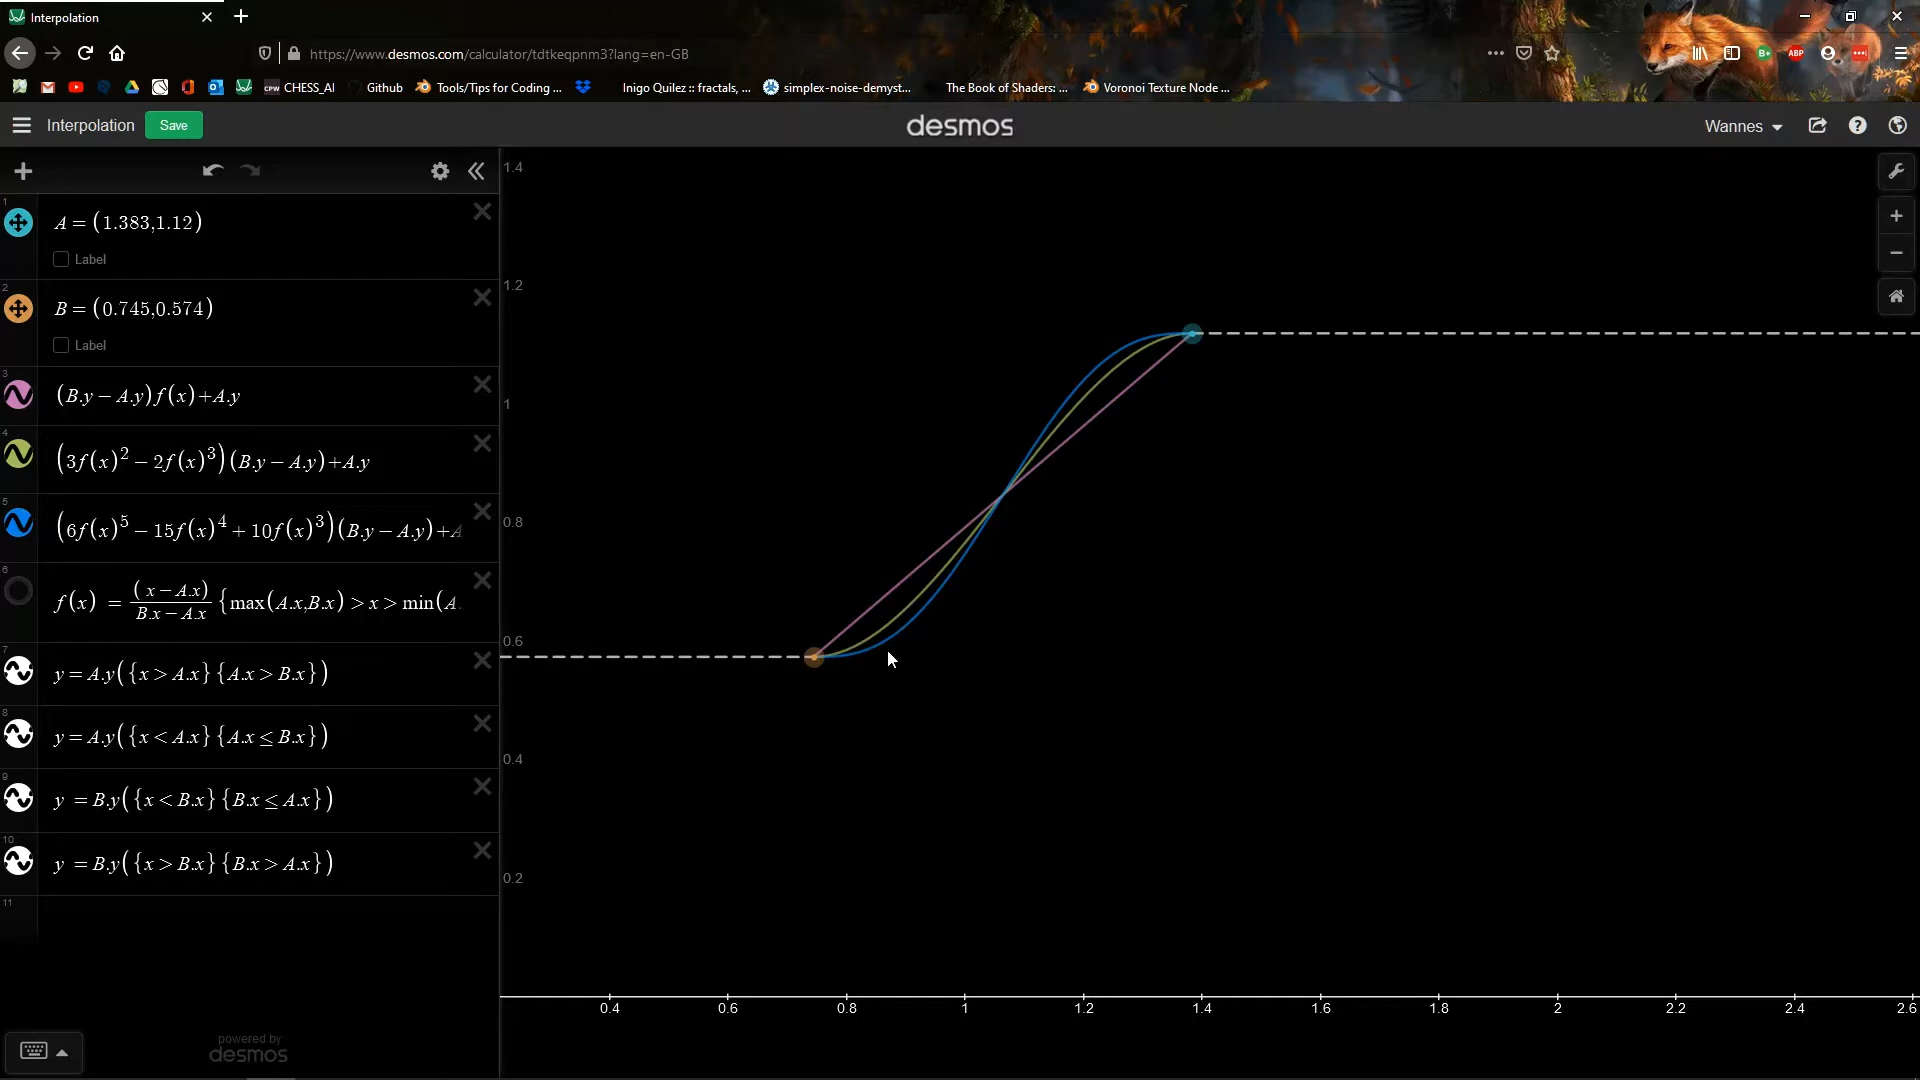 Interpolation
https://www.desmos.com/calculator/tdtkeqpnm3?lang=en-GB
B+ ABP
CPW CHESS_AI Github Tools/Tips for Coding ... Inigo Quilez :: fractals, ... simplex-noise-demyst... The Book of Shaders: ... Voronoi Texture Node ...
Interpolation Save desmos Wannes
1
A = (1.383,1.12)
Label
2
B = (0.745,0.574)
Label
3
(B.y − A.y) f(x)+A.y
4
(3f(x)² − 2f(x)³)(B.y − A.y)+A.y
5
(6f(x)⁵ − 15f(x)⁴ + 10f(x)³)(B.y − A.y)+A
6
f(x) = (x − A.x)/(B.x − A.x) {max(A.x,B.x) > x > min(A.
7
y = A.y({x > A.x} {A.x > B.x})
8
y = A.y({x < A.x} {A.x ≤ B.x})
9
y = B.y({x < B.x} {B.x ≤ A.x})
10
y = B.y({x > B.x} {B.x > A.x})
11
powered by
desmos
1.4
1.2
1
0.8
0.6
0.4
0.2
0.4 0.6 0.8 1 1.2 1.4 1.6 1.8 2 2.2 2.4 2.6